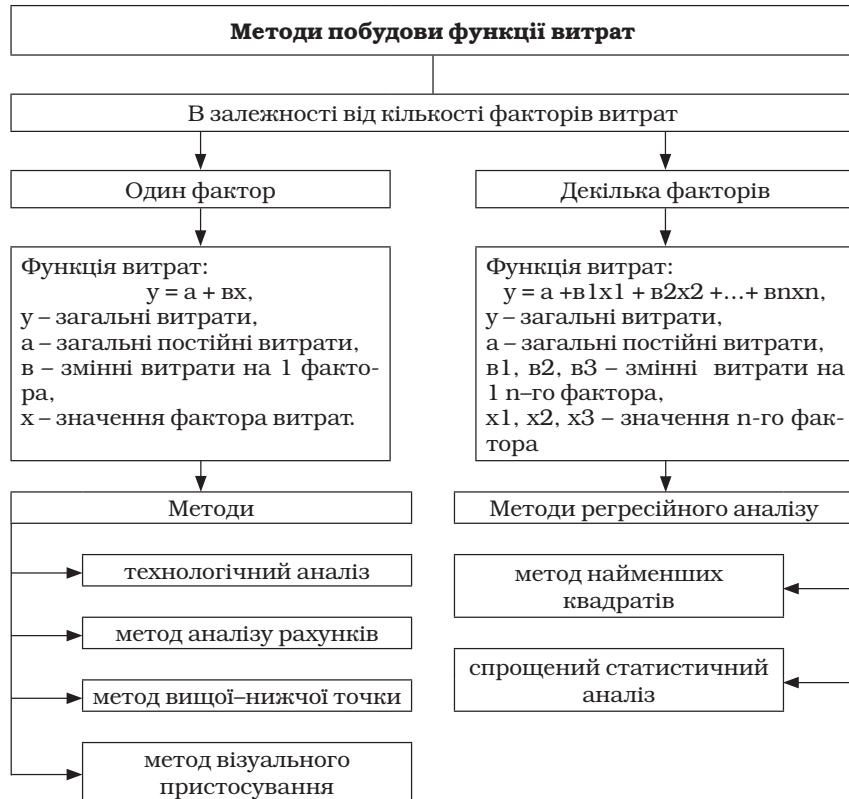 Методи побудови функції витрат
В залежності від кількості факторів витрат
Один фактор
Функція витрат:
у = а + вх,
у – загальні витрати,
а – загальні постійні витрати,
в – змінні витрати на 1 факто-
ра,
х – значення фактора витрат.
Методи
технологічний аналіз
метод аналізу рахунків
метод вищої–нижчої точки
метод візуального
пристосування
Декілька факторів
Функція витрат:
у = а +в1х1 + в2х2 +...+ вnхn,
у – загальні витрати,
а – загальні постійні витрати,
в1, в2, в3 – змінні витрати на
1 n–го фактора,
х1, х2, х3 – значення n-го фак-
тора
Методи регресійного аналізу
метод найменших
квадратів
спрощений статистичний
аналіз